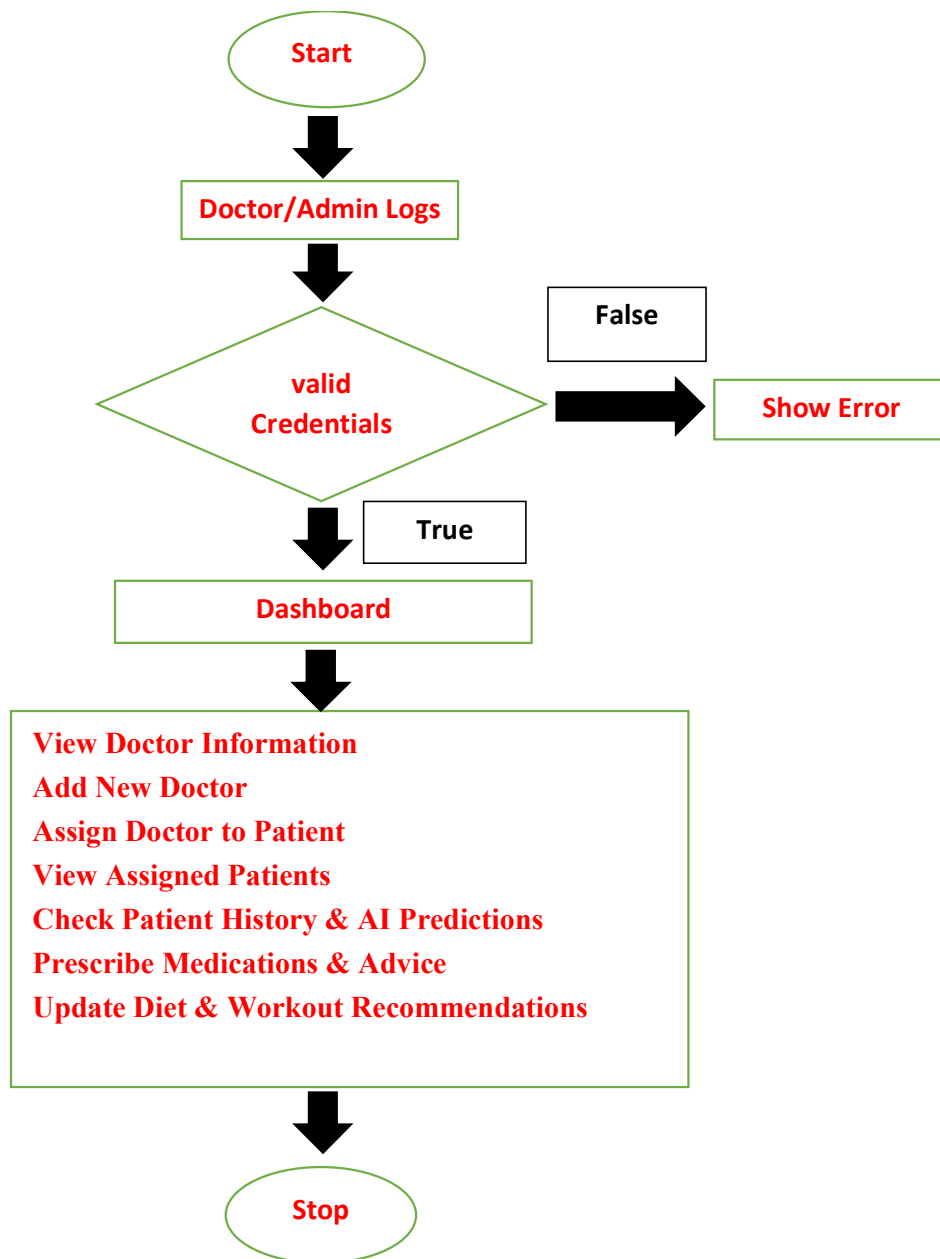 Start
Doctor/Admin Logs
False
valid
Credentials
Show Error
True
Dashboard
View Doctor Information
Add New Doctor
Assign Doctor to Patient
View Assigned Patients
Check Patient History & AI Predictions
Prescribe Medications & Advice
Update Diet & Workout Recommendations
Stop